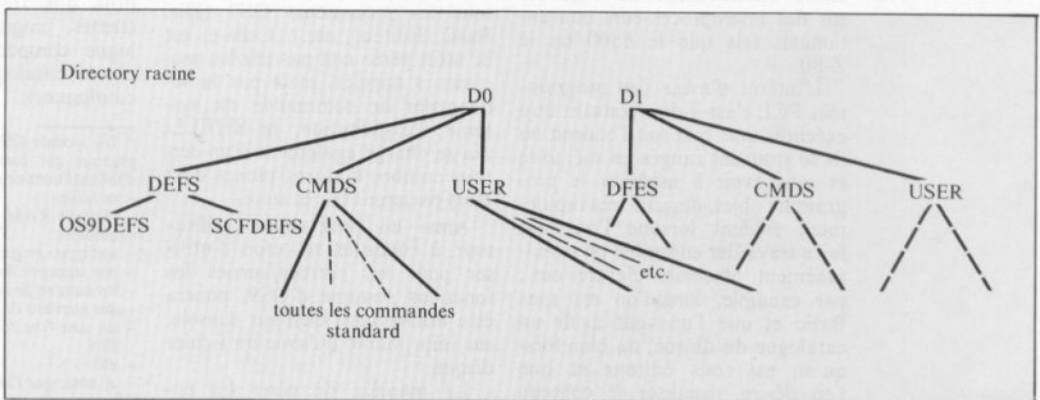 Directory racine
D0 D1
DEFS CMDS USER DFES CMDS USER
OS9DEFS SCFDEFS
etc.
toutes les commandes
standard